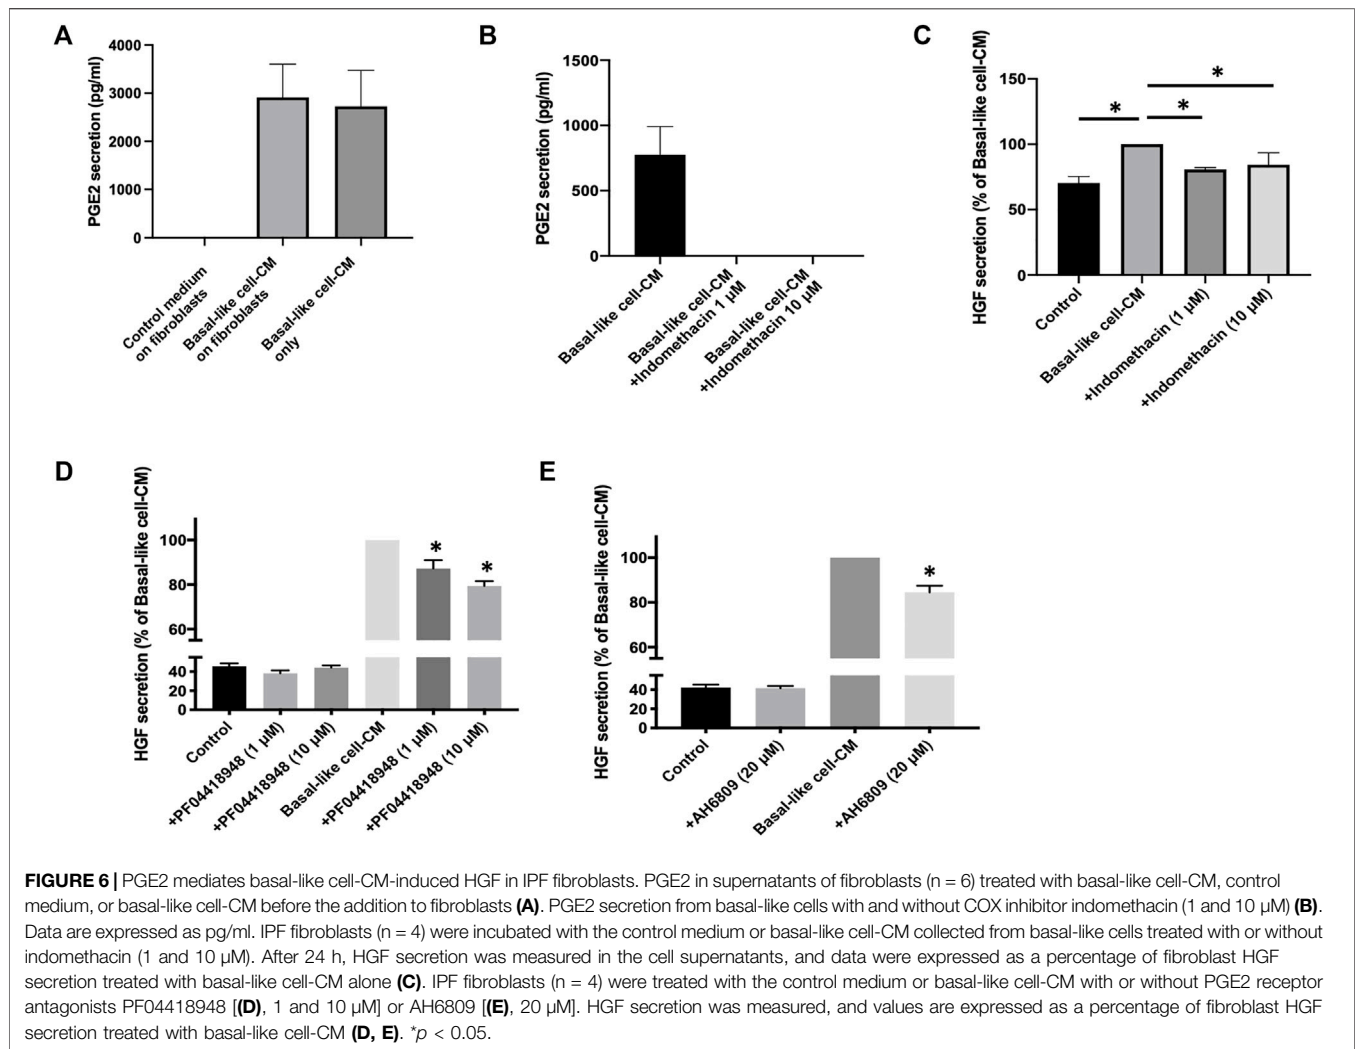 A
PGE2 secretion (pg/ml)
4000
3000
2000
1000
0
Control medium
on fibroblasts
Basal-like cell-CM
on fibroblasts
Basal-like cell-CM
only
B
PGE2 secretion (pg/ml)
1500
1000
500
0
Basal-like cell-CM
Basal-like cell-CM
+Indomethacin 1 µM
Basal-like cell-CM
+Indomethacin 10 µM
C
HGF secretion (% of Basal-like cell-CM)
150
100
50
0
*
*
*
Control
Basal-like cell-CM
+Indomethacin (1 µM)
+Indomethacin (10 µM)
D
HGF secretion (% of Basal-like cell-CM)
100
80
60
40
20
0
*
*
Control
+PF04418948 (1 µM)
+PF04418948 (10 µM)
Basal-like cell-CM
+PF04418948 (1 µM)
+PF04418948 (10 µM)
E
HGF secretion (% of Basal-like cell-CM)
100
80
60
40
20
0
*
Control
+AH6809 (20 µM)
Basal-like cell-CM
+AH6809 (20 µM)
FIGURE 6 | PGE2 mediates basal-like cell-CM-induced HGF in IPF fibroblasts. PGE2 in supernatants of fibroblasts (n = 6) treated with basal-like cell-CM, control
medium, or basal-like cell-CM before the addition to fibroblasts (A). PGE2 secretion from basal-like cells with and without COX inhibitor indomethacin (1 and 10 µM) (B).
Data are expressed as pg/ml. IPF fibroblasts (n = 4) were incubated with the control medium or basal-like cell-CM collected from basal-like cells treated with or without
indomethacin (1 and 10 µM). After 24 h, HGF secretion was measured in the cell supernatants, and data were expressed as a percentage of fibroblast HGF
secretion treated with basal-like cell-CM alone (C). IPF fibroblasts (n = 4) were treated with the control medium or basal-like cell-CM with or without PGE2 receptor
antagonists PF04418948 [(D), 1 and 10 µM] or AH6809 [(E), 20 µM]. HGF secretion was measured, and values are expressed as a percentage of fibroblast HGF
secretion treated with basal-like cell-CM (D, E). *p < 0.05.